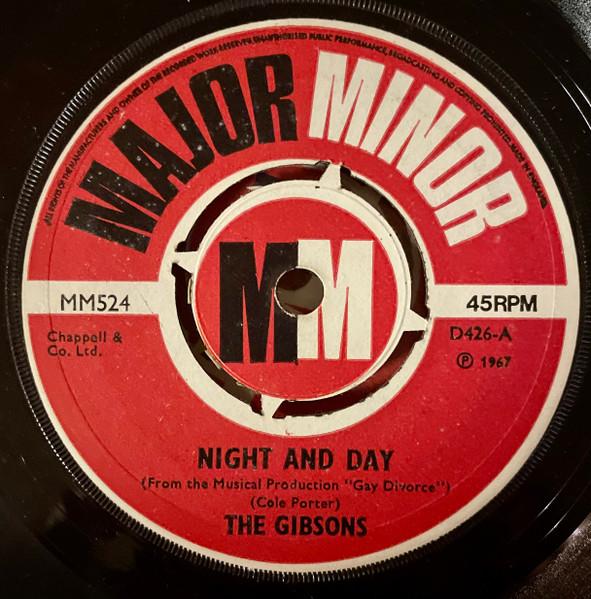 ALL RIGHTS OF THE MANUFACTURERS AND OWNER OF THE RECORDED WORK RESERVED. UNAUTHORISED PUBLIC PERFORMANCE, BROADCASTING AND COPYING PROHIBITED. MADE IN ENGLAND.
MAJOR MINOR
MM
MM524
45RPM
Chappell &
Co. Ltd.
D426-A
℗ 1967
NIGHT AND DAY
(From the Musical Production "Gay Divorce")
(Cole Porter)
THE GIBSONS